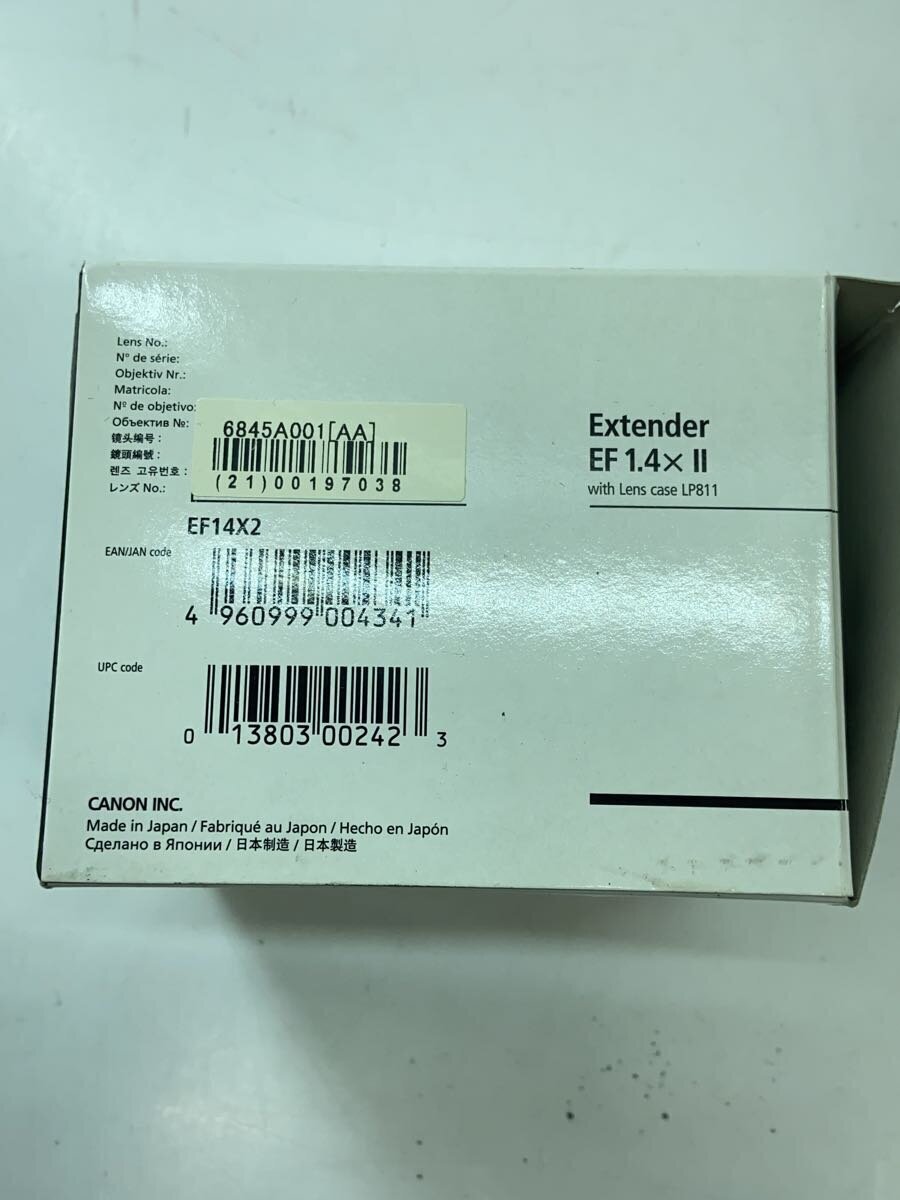 Lens No.:
N° de série:
Objektiv Nr.:
Matricola:
Nº de objetivo:
Объектив №:
镜头编号：
鏡頭編號：
렌즈 고유번호 :
レンズ No.:
6845A001[AA]
(21)00197038
EF14X2
EAN/JAN code
4 960999 004341
UPC code
0 13803 00242 3
CANON INC.
Made in Japan / Fabriqué au Japon / Hecho en Japón
Сделано в Японии / 日本制造 / 日本製造
Extender
EF 1.4× II
with Lens case LP811